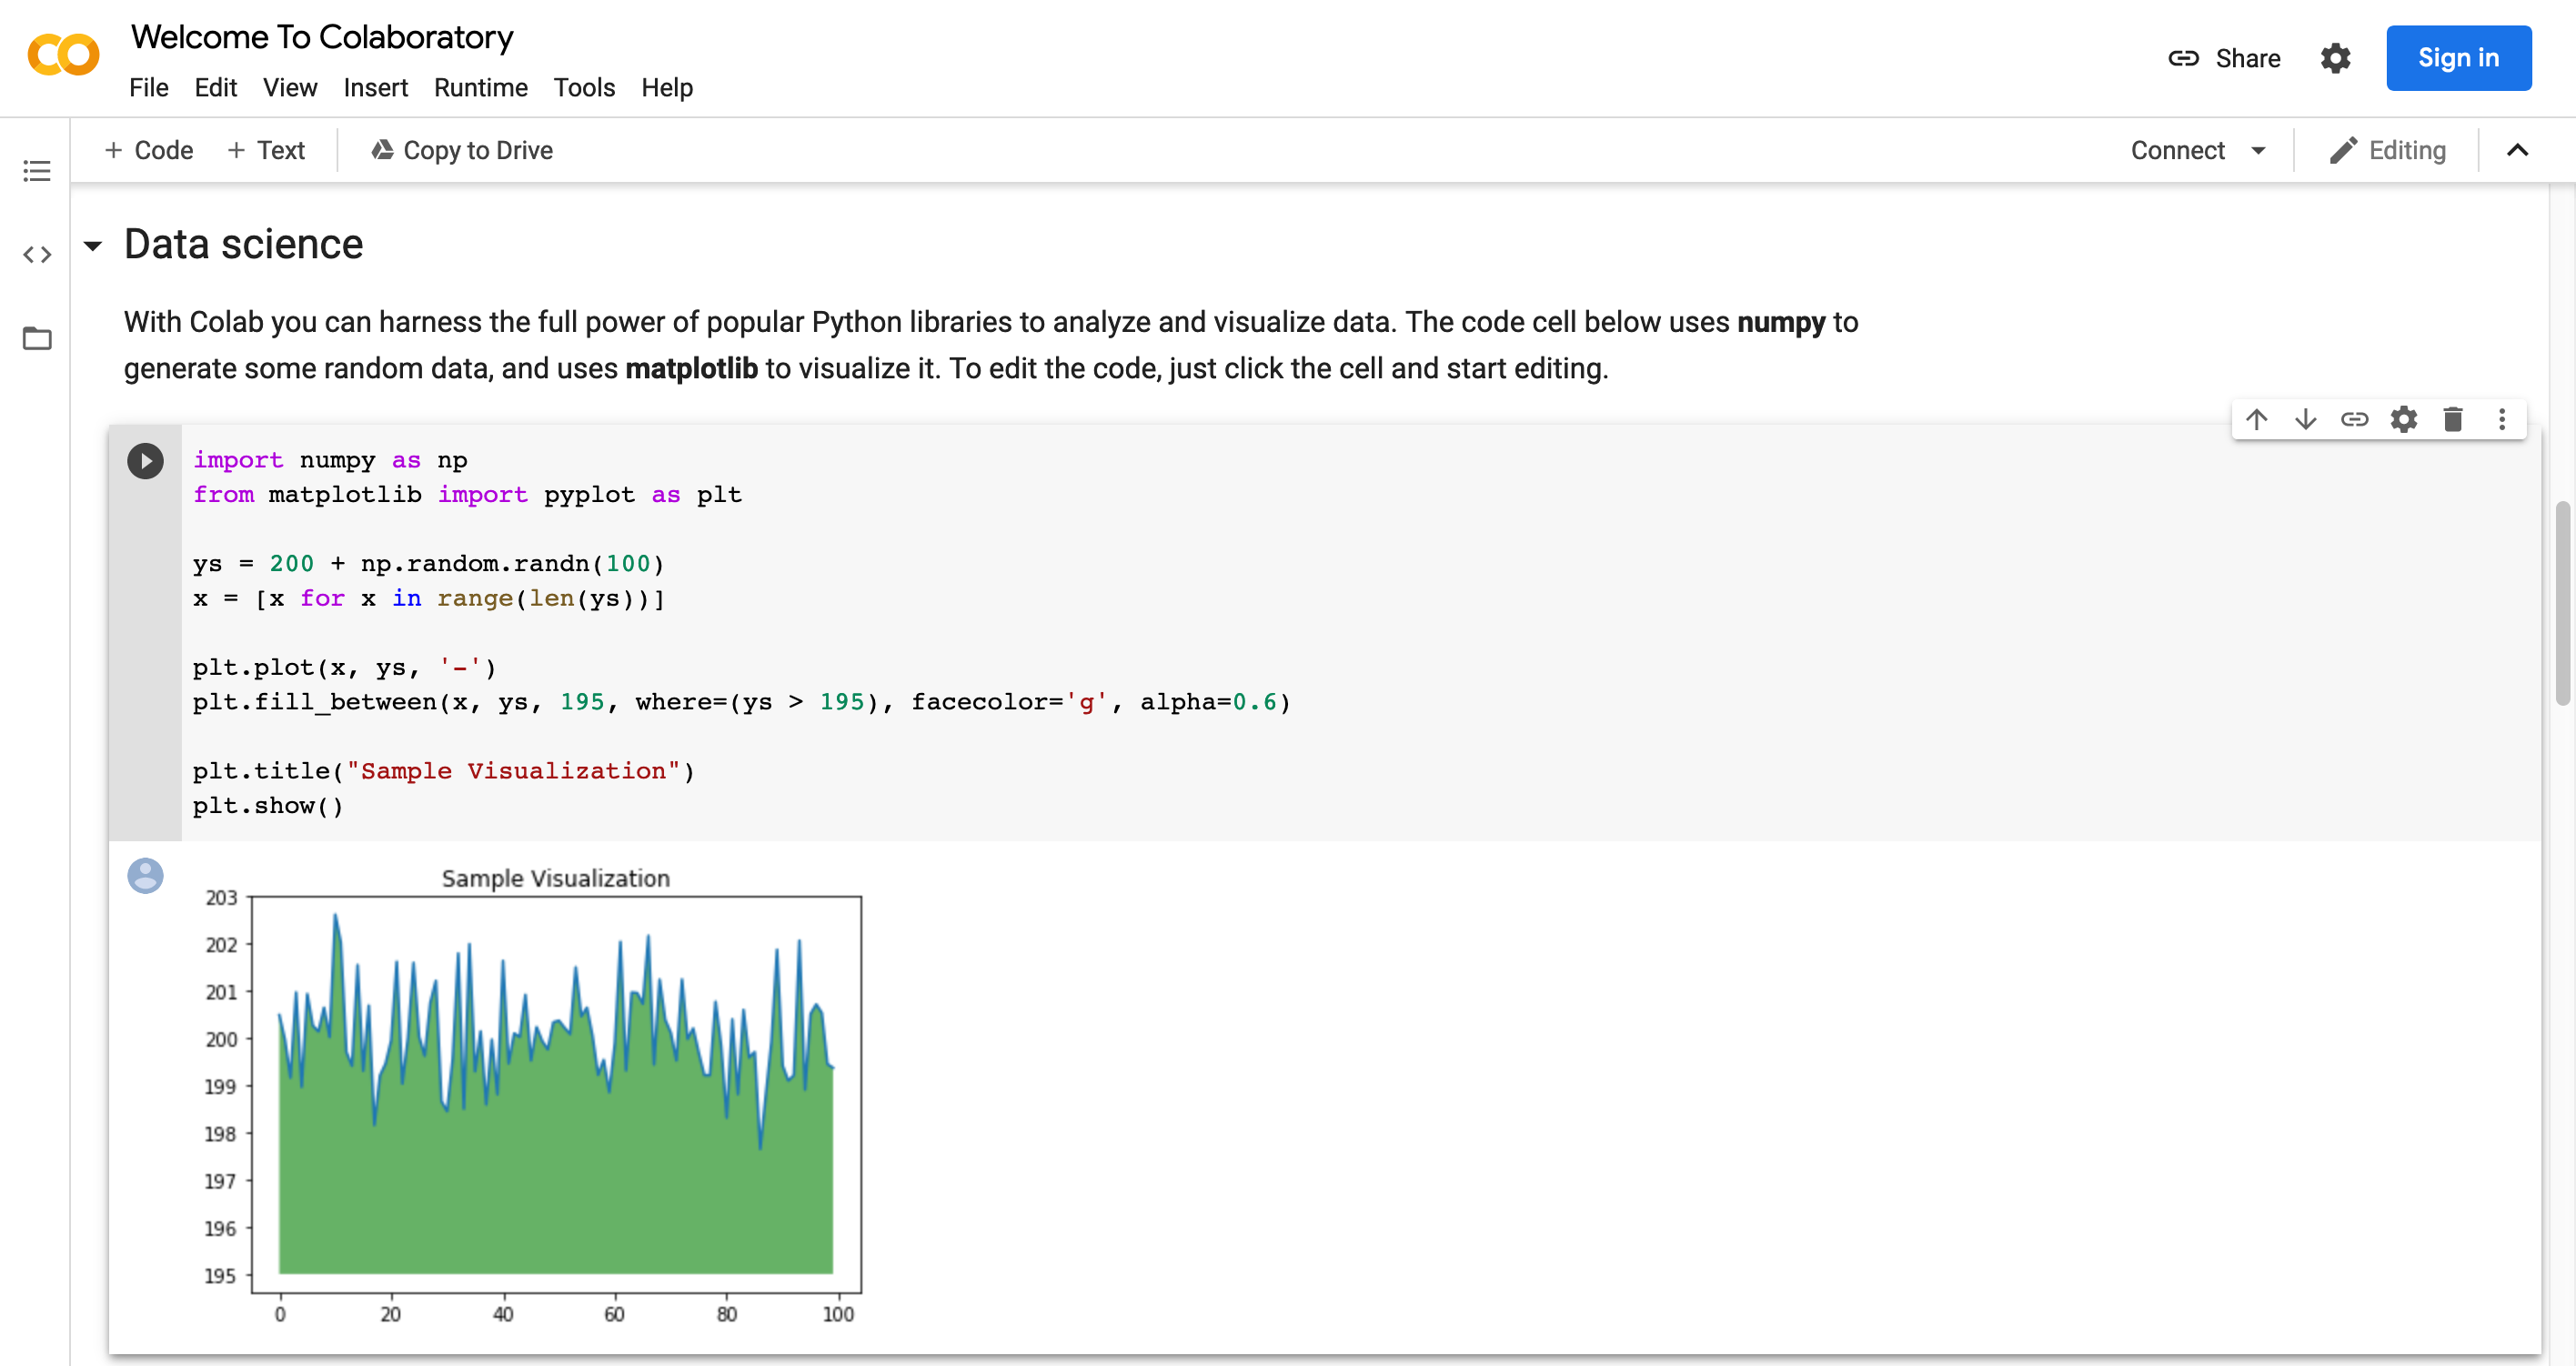 Welcome To Colaboratory
File Edit View Insert Runtime Tools Help
Share
Sign in
+ Code + Text Copy to Drive
Connect
Editing
Data science
With Colab you can harness the full power of popular Python libraries to analyze and visualize data. The code cell below uses numpy to
generate some random data, and uses matplotlib to visualize it. To edit the code, just click the cell and start editing.
import numpy as np
from matplotlib import pyplot as plt
ys = 200 + np.random.randn(100)
x = [x for x in range(len(ys))]
plt.plot(x, ys, '-')
plt.fill_between(x, ys, 195, where=(ys > 195), facecolor='g', alpha=0.6)
plt.title("Sample Visualization")
plt.show()
Sample Visualization
203
202
201
200
199
198
197
196
195
0 20 40 60 80 100